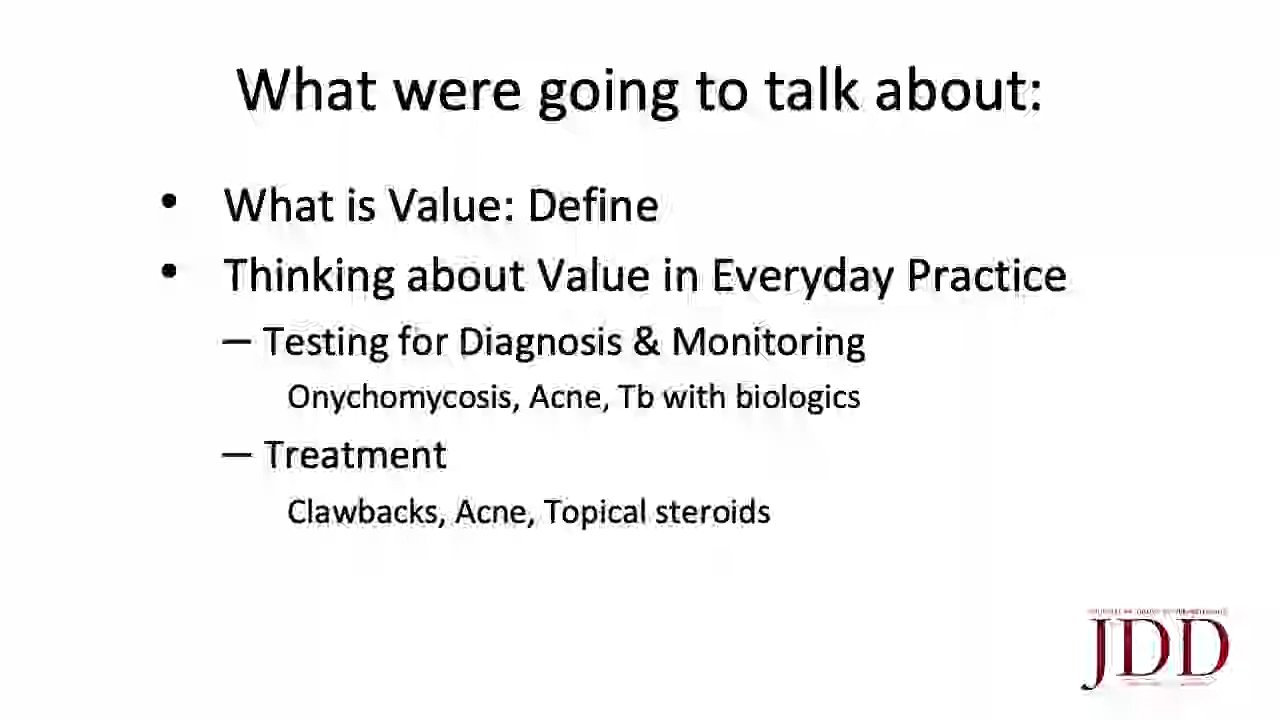 What were going to talk about:
• What is Value: Define
• Thinking about Value in Everyday Practice
— Testing for Diagnosis & Monitoring
Onychomycosis, Acne, Tb with biologics
— Treatment
Clawbacks, Acne, Topical steroids
JDD